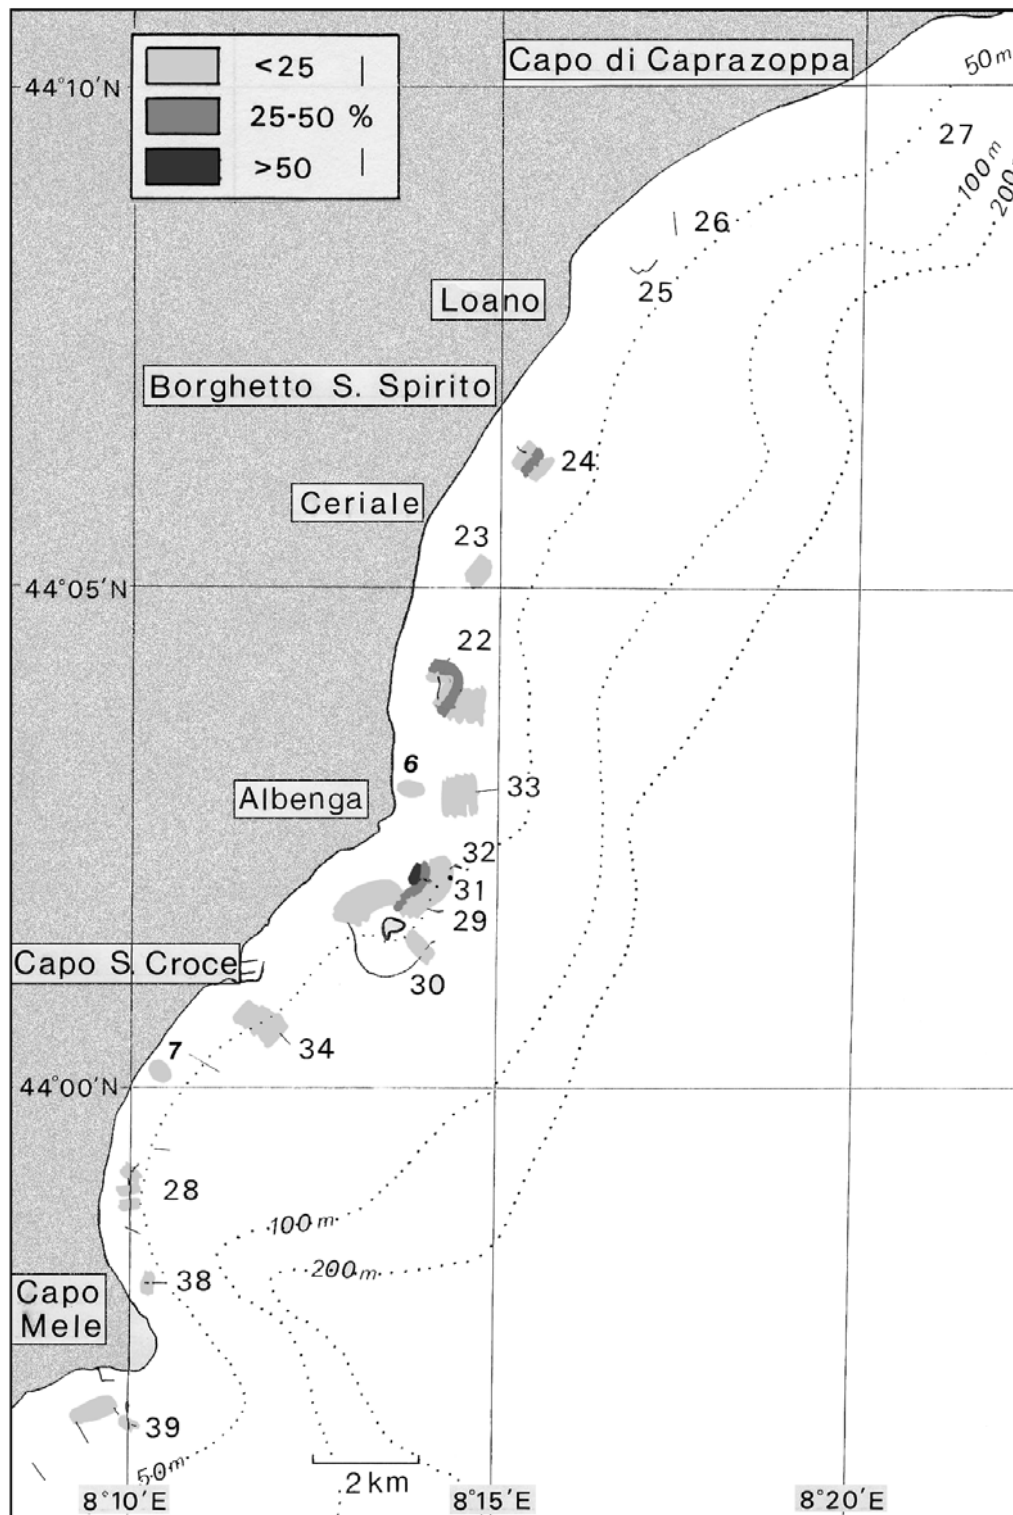 <25
25-50 %
>50
Capo di Caprazoppa
50m
44°10'N
27
100m
200
26
25
Loano
Borghetto S. Spirito
24
Ceriale
23
44°05'N
22
6
33
Albenga
32
31
29
Capo S. Croce
30
34
7
44°00'N
28
100m
38
200m
Capo
Mele
39
50m
2 km
8°10'E
8°15'E
8°20'E